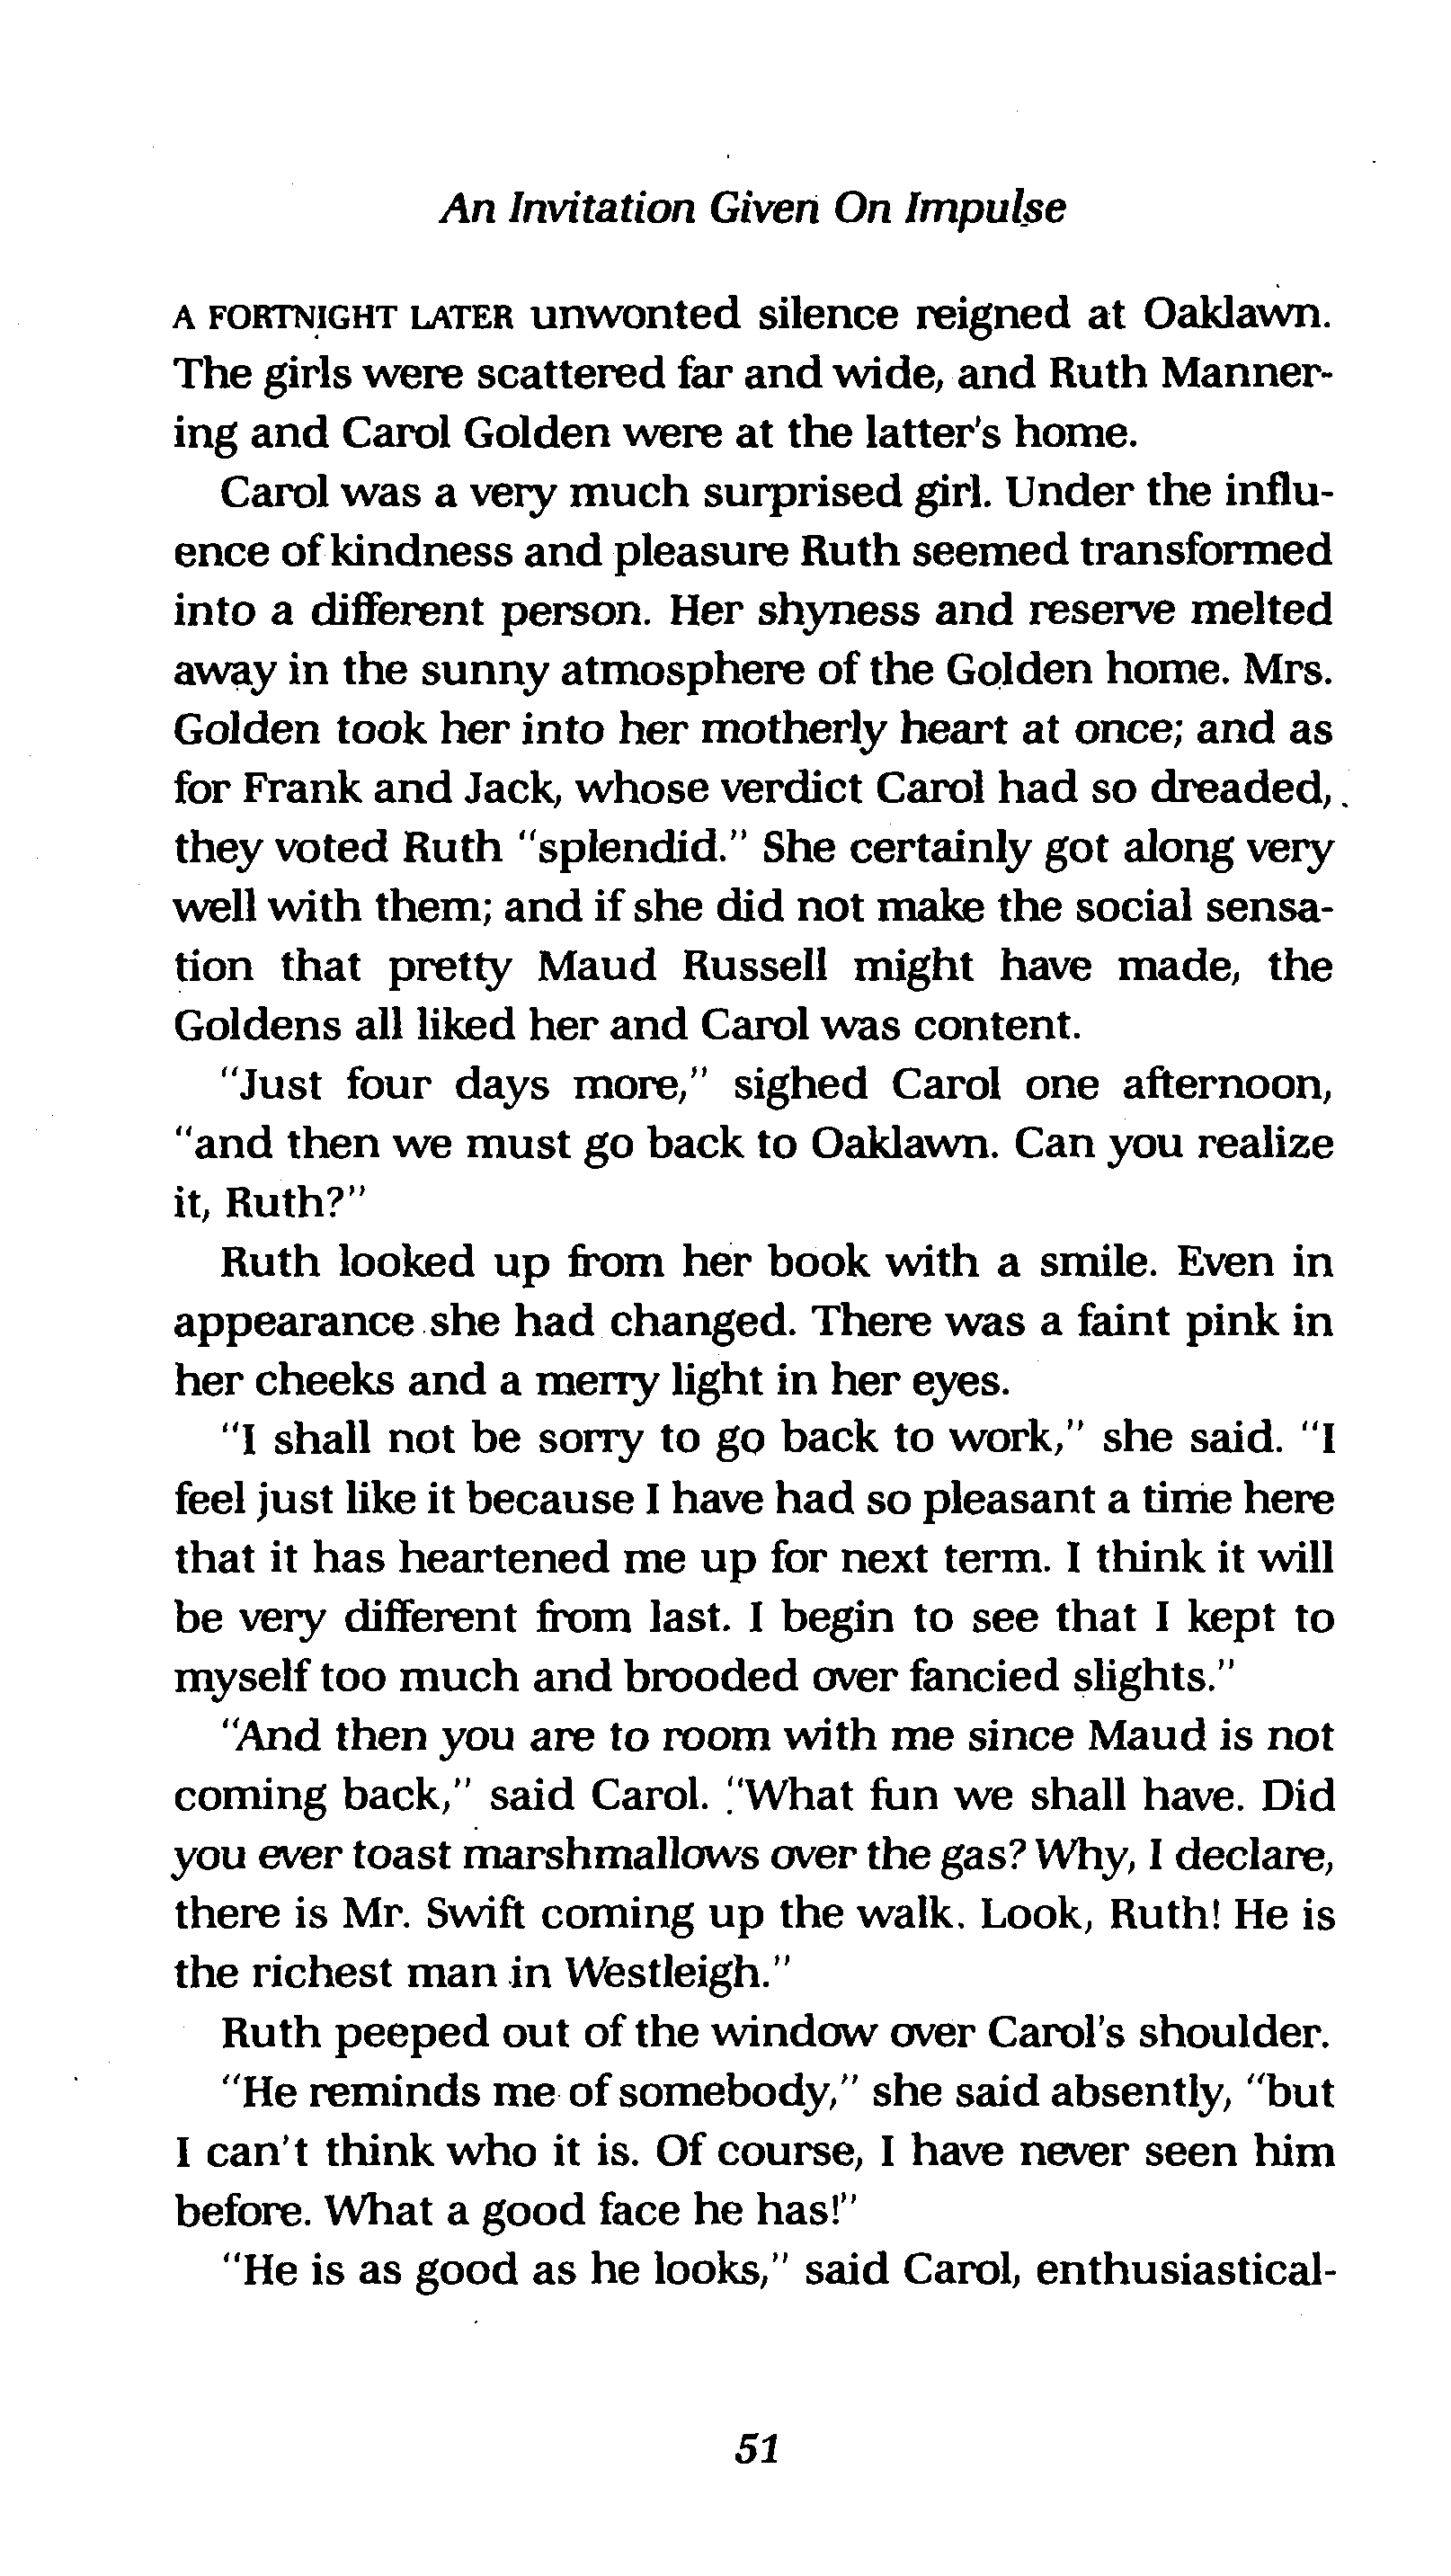 An Invitation Given On Impulse
A FORTNIGHT LATER unwonted silence reigned at Oaklawn.
The girls were scattered far and wide, and Ruth Manner-
ing and Carol Golden were at the latter's home.
Carol was a very much surprised girl. Under the influ-
ence of kindness and pleasure Ruth seemed transformed
into a different person. Her shyness and reserve melted
away in the sunny atmosphere of the Golden home. Mrs.
Golden took her into her motherly heart at once; and as
for Frank and Jack, whose verdict Carol had so dreaded,
they voted Ruth "splendid." She certainly got along very
well with them; and if she did not make the social sensa-
tion that pretty Maud Russell might have made, the
Goldens all liked her and Carol was content.
"Just four days more," sighed Carol one afternoon,
"and then we must go back to Oaklawn. Can you realize
it, Ruth?"
Ruth looked up from her book with a smile. Even in
appearance she had changed. There was a faint pink in
her cheeks and a merry light in her eyes.
"I shall not be sorry to go back to work," she said. "I
feel just like it because I have had so pleasant a time here
that it has heartened me up for next term. I think it will
be very different from last. I begin to see that I kept to
myself too much and brooded over fancied slights."
"And then you are to room with me since Maud is not
coming back," said Carol. "What fun we shall have. Did
you ever toast marshmallows over the gas? Why, I declare,
there is Mr. Swift coming up the walk. Look, Ruth! He is
the richest man in Westleigh."
Ruth peeped out of the window over Carol's shoulder.
"He reminds me of somebody," she said absently, "but
I can't think who it is. Of course, I have never seen him
before. What a good face he has!"
"He is as good as he looks," said Carol, enthusiastical-
51